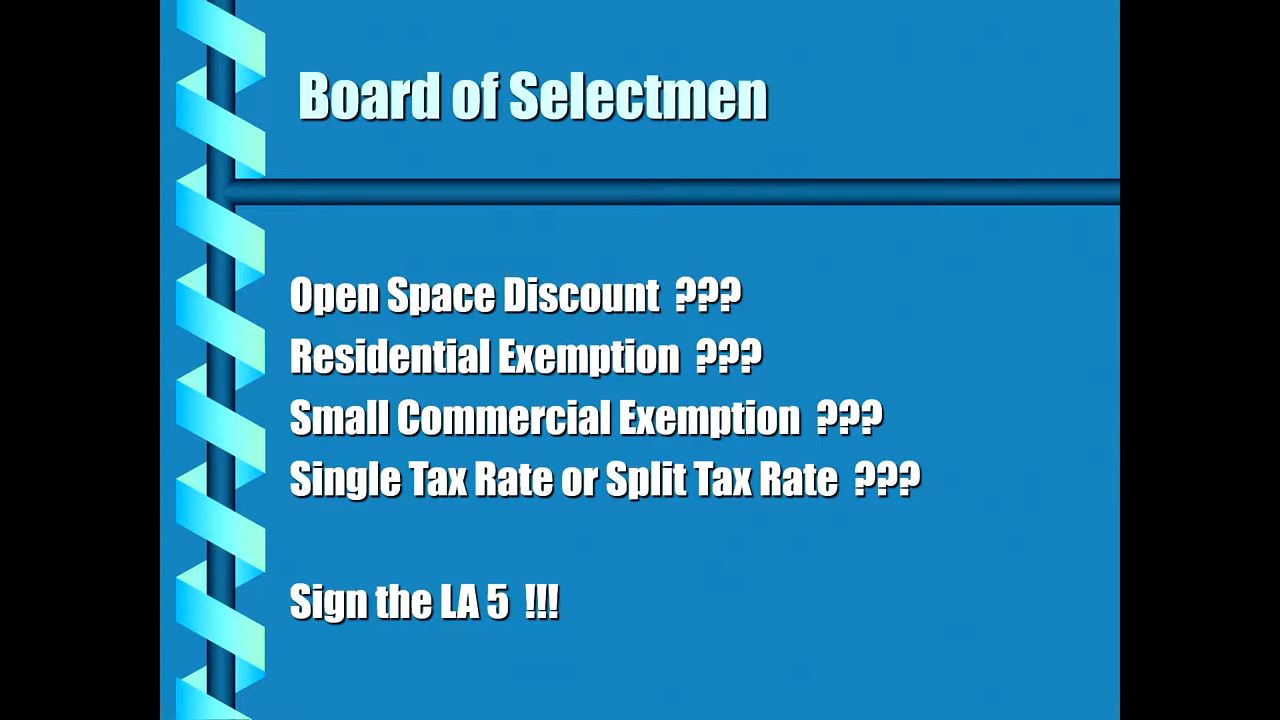 Board of Selectmen
Open Space Discount ???
Residential Exemption ???
Small Commercial Exemption ???
Single Tax Rate or Split Tax Rate ???
Sign the LA 5 !!!